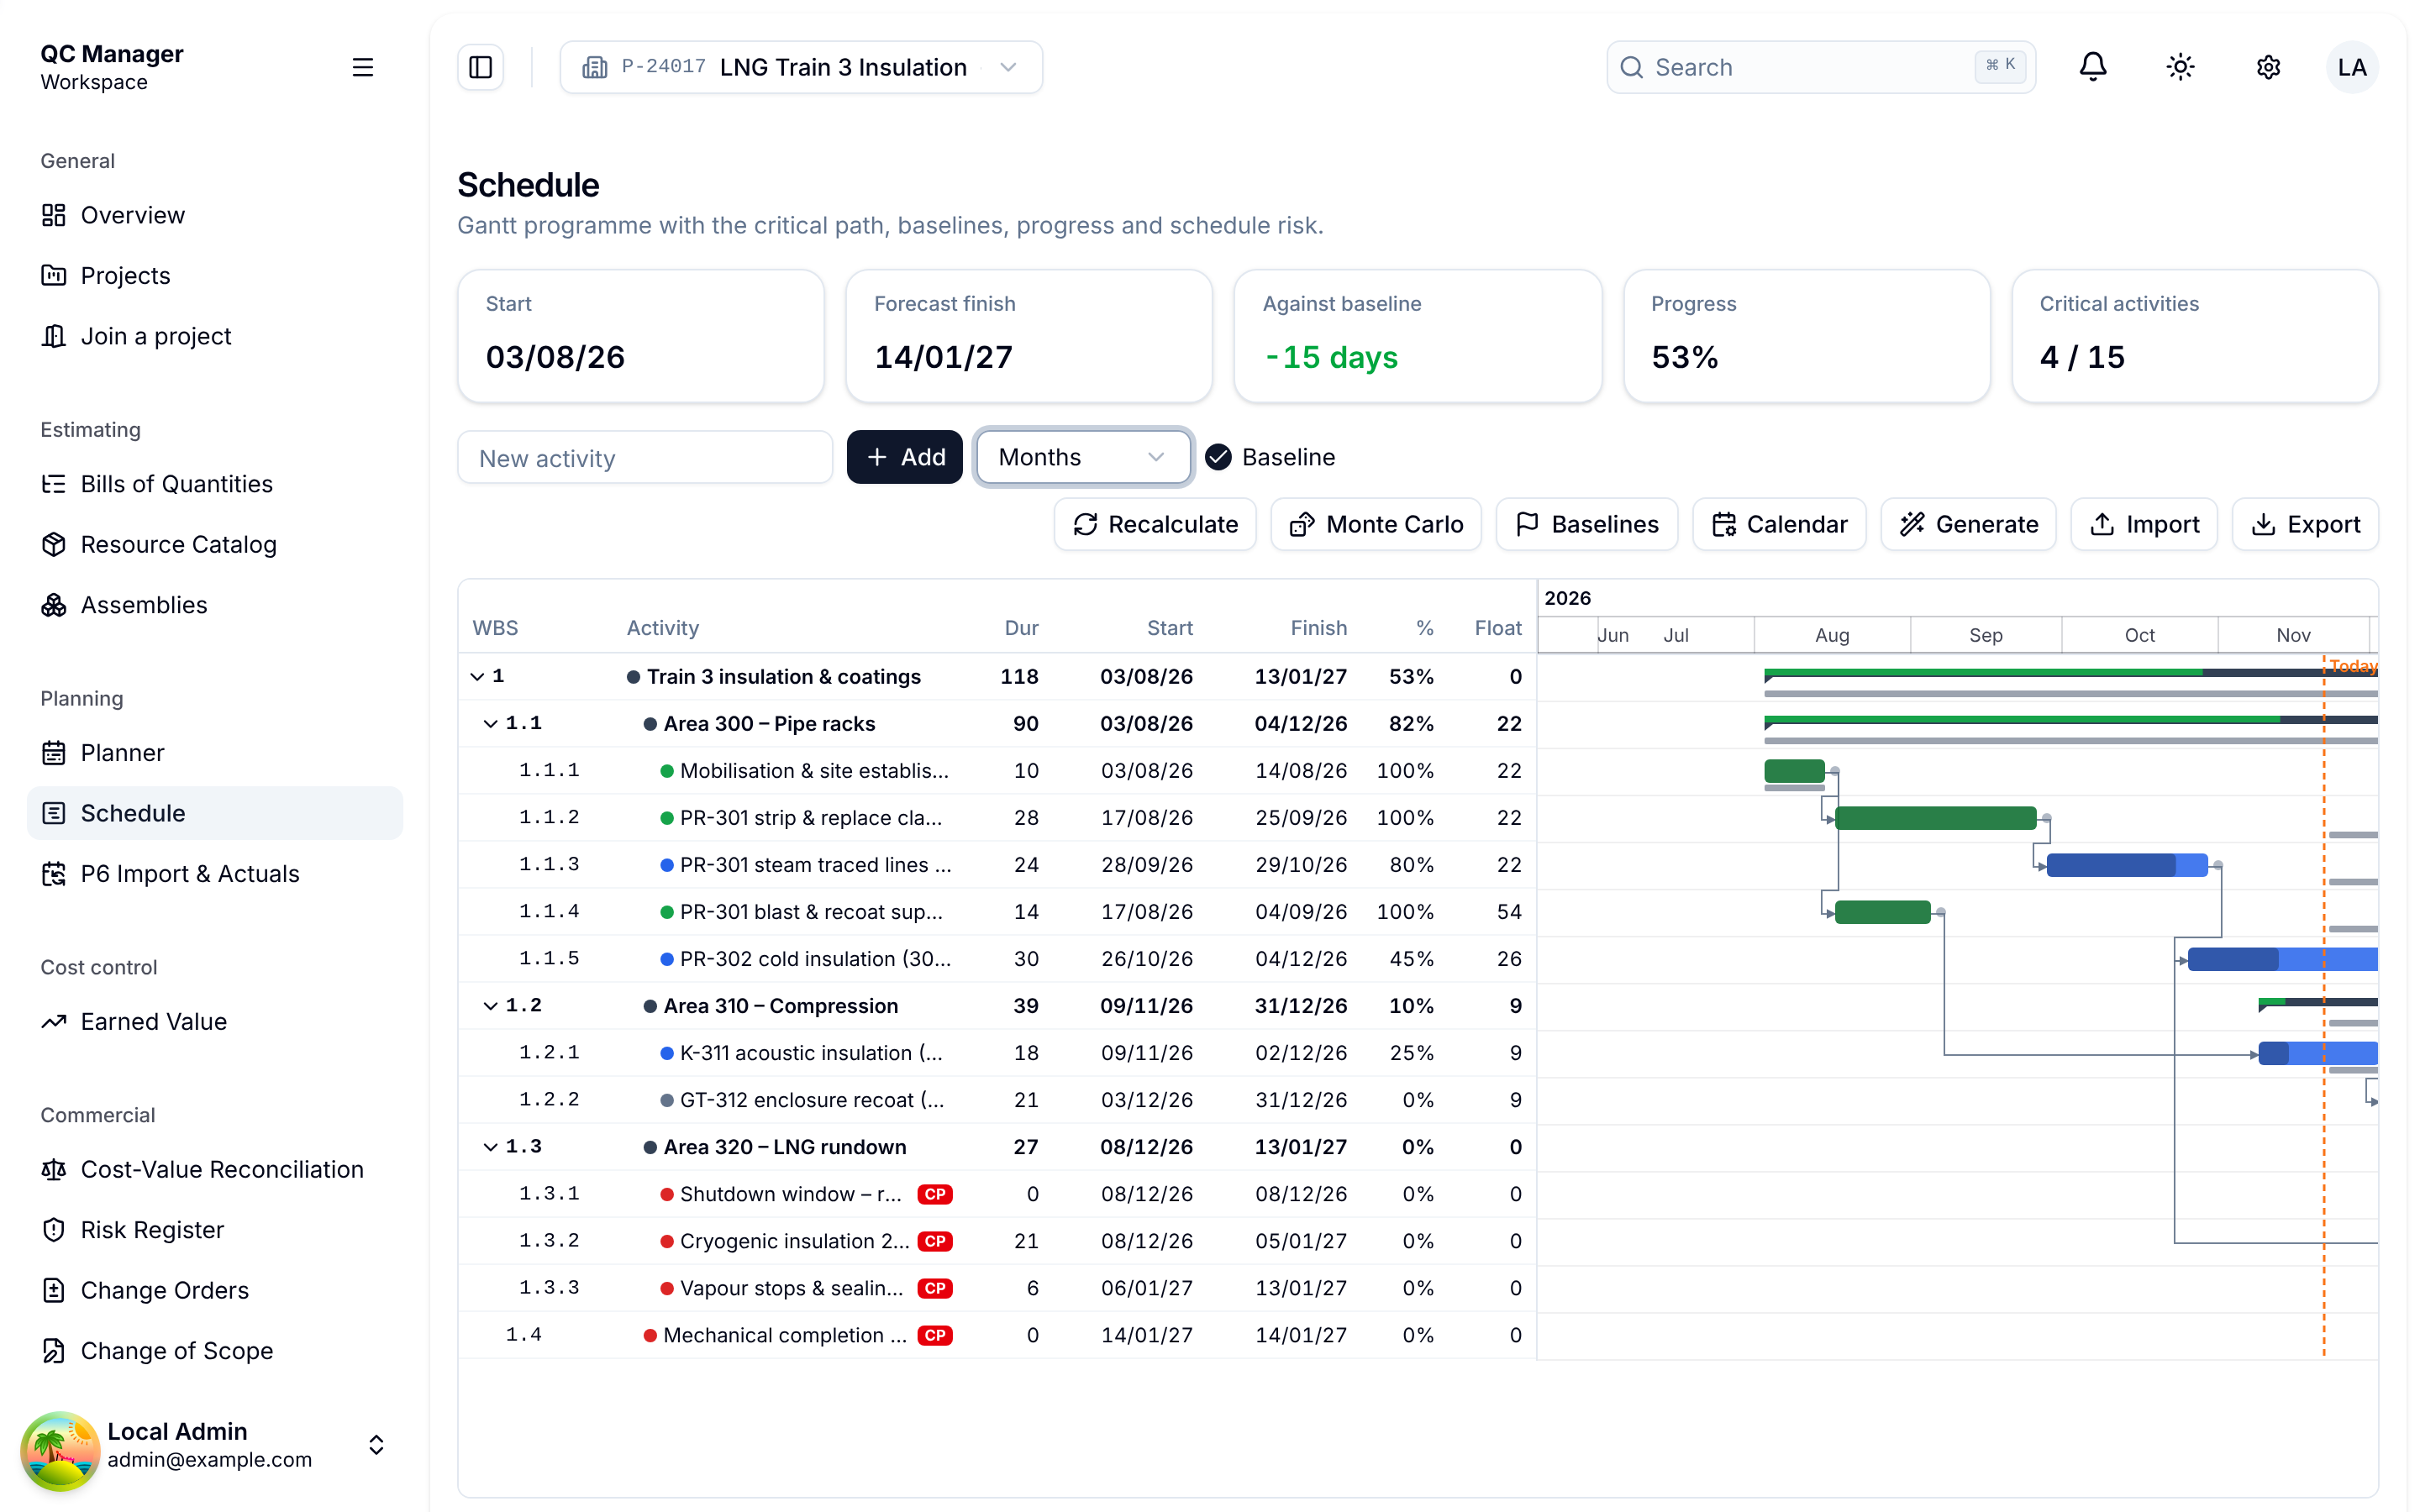 QC Manager
Workspace
General
Overview
Projects
Join a project
Estimating
Bills of Quantities
Resource Catalog
Assemblies
Planning
Planner
Schedule
P6 Import & Actuals
Cost control
Earned Value
Commercial
Cost-Value Reconciliation
Risk Register
Change Orders
Change of Scope
Local Admin
admin@example.com
P-24017 LNG Train 3 Insulation
Search ⌘ K
LA
Schedule
Gantt programme with the critical path, baselines, progress and schedule risk.
Start
03/08/26
Forecast finish
14/01/27
Against baseline
-15 days
Progress
53%
Critical activities
4 / 15
New activity
+ Add
Months
Baseline
Recalculate
Monte Carlo
Baselines
Calendar
Generate
Import
Export
WBS Activity Dur Start Finish % Float
1 Train 3 insulation & coatings 118 03/08/26 13/01/27 53% 0
1.1 Area 300 – Pipe racks 90 03/08/26 04/12/26 82% 22
1.1.1 Mobilisation & site establis... 10 03/08/26 14/08/26 100% 22
1.1.2 PR-301 strip & replace cla... 28 17/08/26 25/09/26 100% 22
1.1.3 PR-301 steam traced lines ... 24 28/09/26 29/10/26 80% 22
1.1.4 PR-301 blast & recoat sup... 14 17/08/26 04/09/26 100% 54
1.1.5 PR-302 cold insulation (30... 30 26/10/26 04/12/26 45% 26
1.2 Area 310 – Compression 39 09/11/26 31/12/26 10% 9
1.2.1 K-311 acoustic insulation (... 18 09/11/26 02/12/26 25% 9
1.2.2 GT-312 enclosure recoat (... 21 03/12/26 31/12/26 0% 9
1.3 Area 320 – LNG rundown 27 08/12/26 13/01/27 0% 0
1.3.1 Shutdown window – r... CP 0 08/12/26 08/12/26 0% 0
1.3.2 Cryogenic insulation 2... CP 21 08/12/26 05/01/27 0% 0
1.3.3 Vapour stops & sealin... CP 6 06/01/27 13/01/27 0% 0
1.4 Mechanical completion ... CP 0 14/01/27 14/01/27 0% 0
2026
Jun Jul Aug Sep Oct Nov
Today